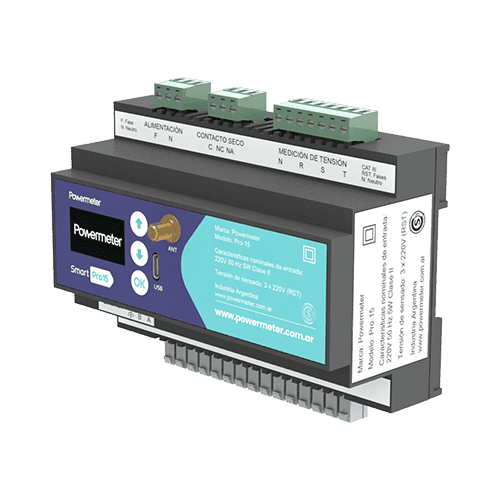 F: Fase
N: Neutro
ALIMENTACIÓN
F N
CONTACTO SECO
C NC NA
MEDICIÓN DE TENSIÓN
N R S T
CAT III
RST: Fases
N: Neutro
Powermeter
Powermeter
Smart Pro15
OK
ANT
USB
Marca: Powermeter
Modelo: Pro-15
Características nominales de entrada:
220V 50 Hz 5W Clase II
Tensión de sensado: 3 x 220V (RST)
Industria Argentina
www.powermeter.com.ar
www.powermeter.com.ar
B A
Marca: Powermeter
Modelo: Pro-15
Características nominales de entrada:
220V 50 Hz 5W Clase II
Tensión de sensado: 3 x 220V (RST)
Industria Argentina
www.powermeter.com.ar